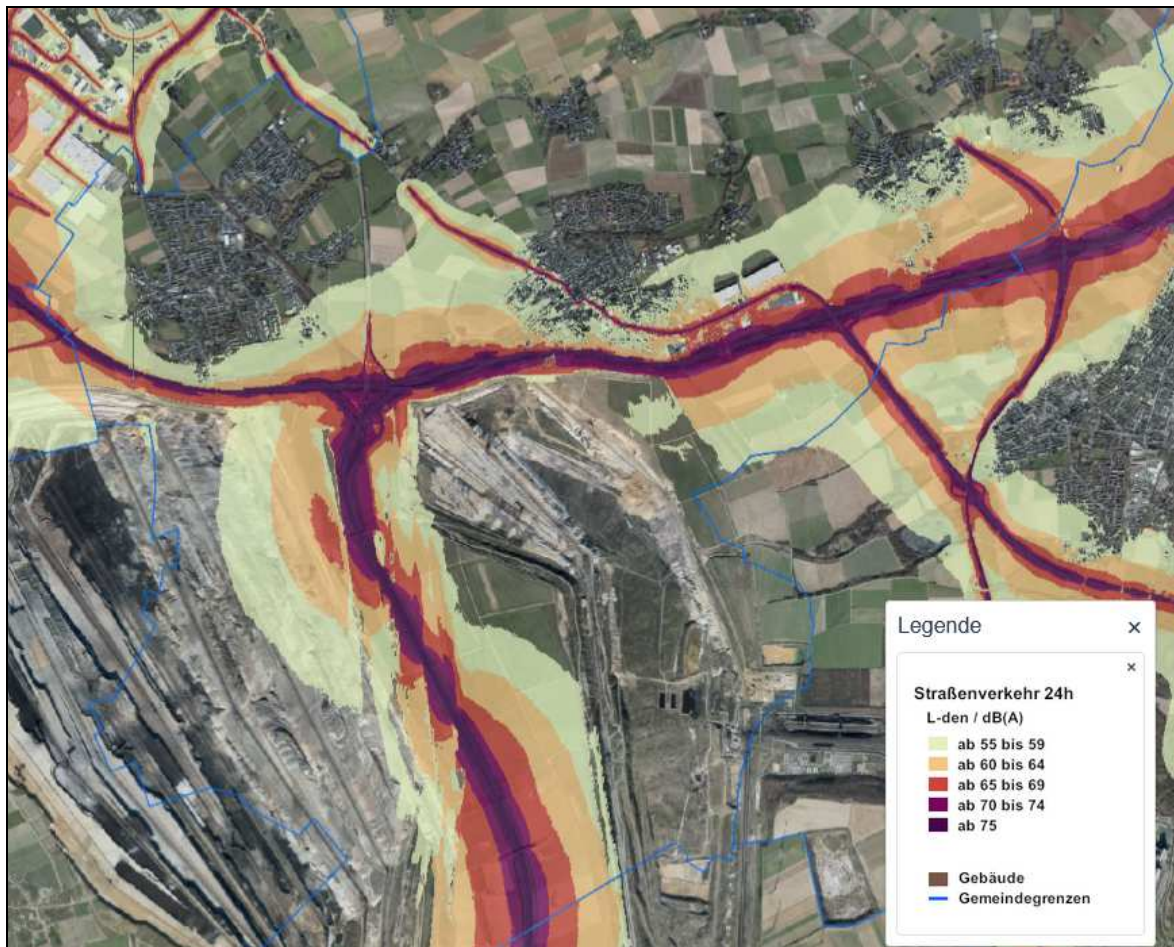 Legende ×
×
Straßenverkehr 24h
L-den / dB(A)
ab 55 bis 59
ab 60 bis 64
ab 65 bis 69
ab 70 bis 74
ab 75
Gebäude
Gemeindegrenzen